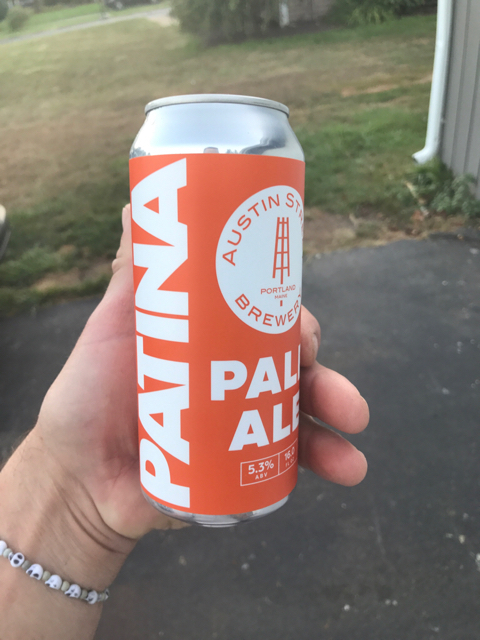 PATINA
AUSTIN ST
BREWER
PORTLAND
MAINE
PAL
ALE
5.3%
ABV
16.